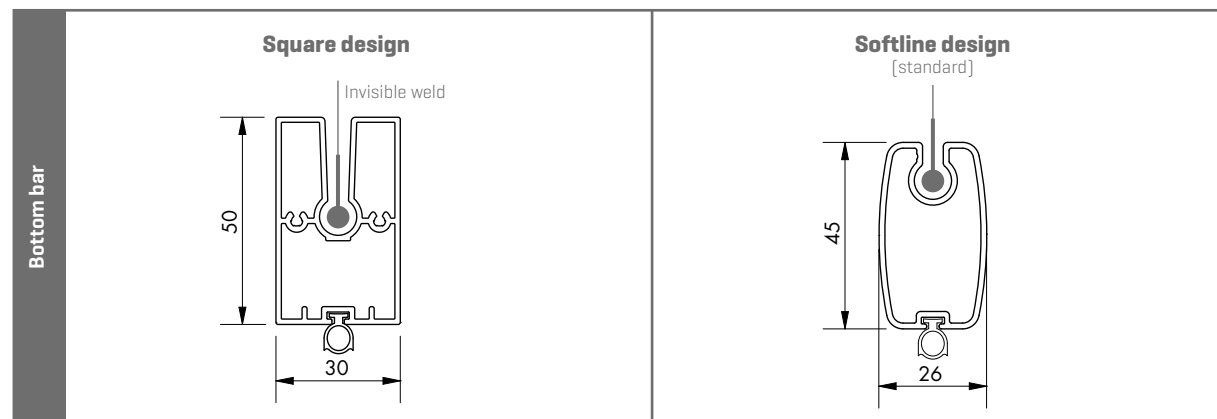 Bottom bar
Square design
Invisible weld
50
30
Softline design
(standard)
45
26